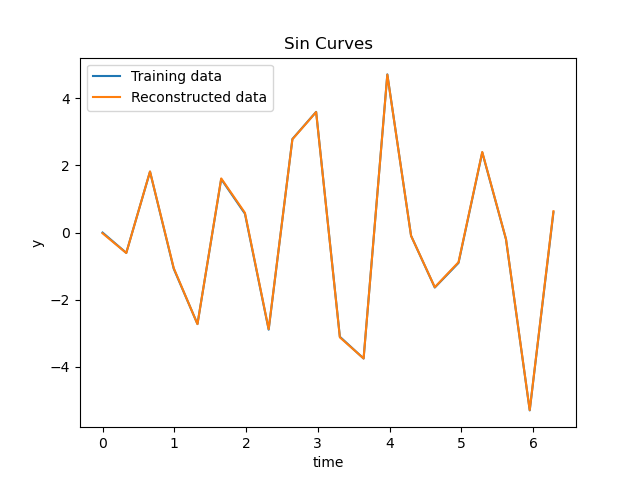 Sin Curves
Training data
Reconstructed data
4
2
0
−2
−4
y
0 1 2 3 4 5 6
time